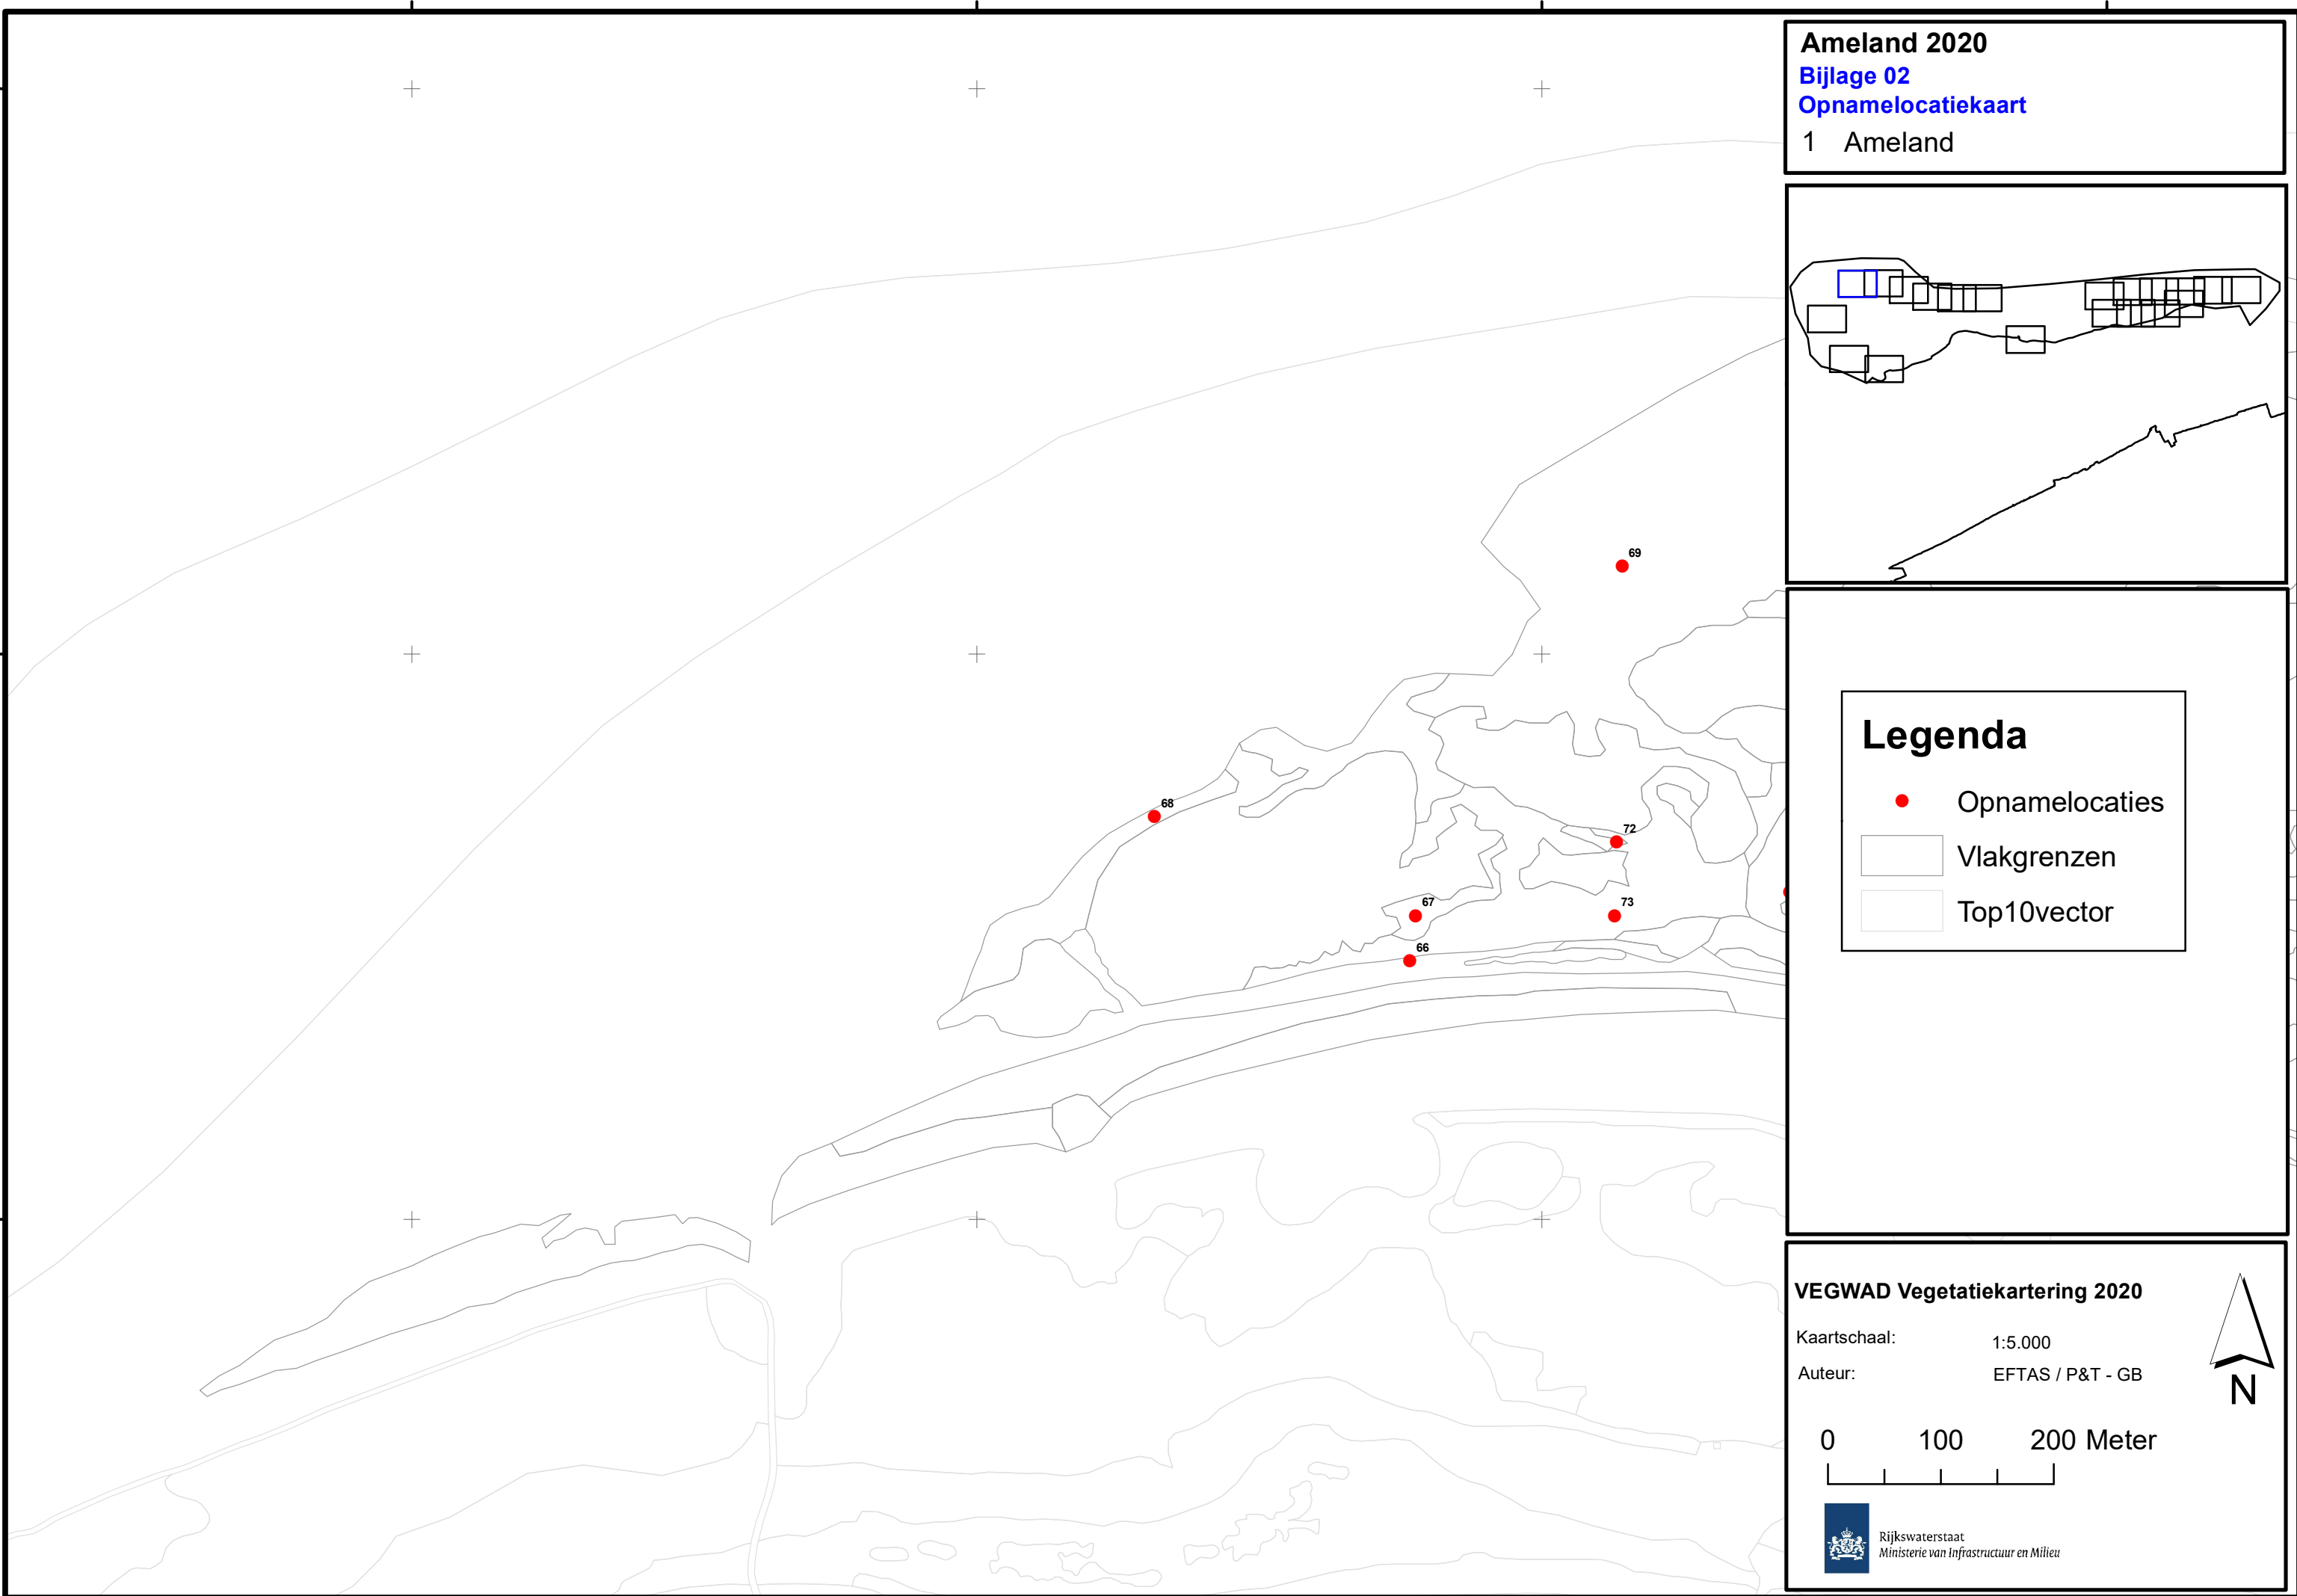 Ameland 2020
Bijlage 02
Opnamelocatiekaart
1 Ameland
69
68
72
67
73
66
Legenda
Opnamelocaties
Vlakgrenzen
Top10vector
VEGWAD Vegetatiekartering 2020
Kaartschaal: 1:5.000
Auteur: EFTAS / P&T - GB
N
0 100 200 Meter
Rijkswaterstaat
Ministerie van Infrastructuur en Milieu